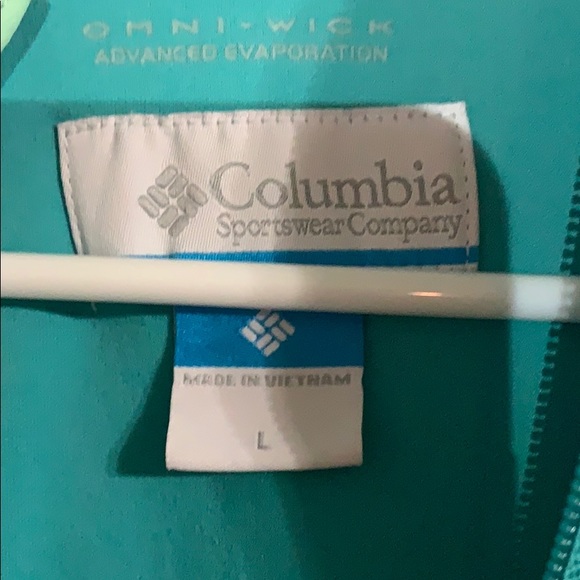 OMNI-WICK
ADVANCED EVAPORATION
Columbia
Sportswear Company
MADE IN VIETNAM
L